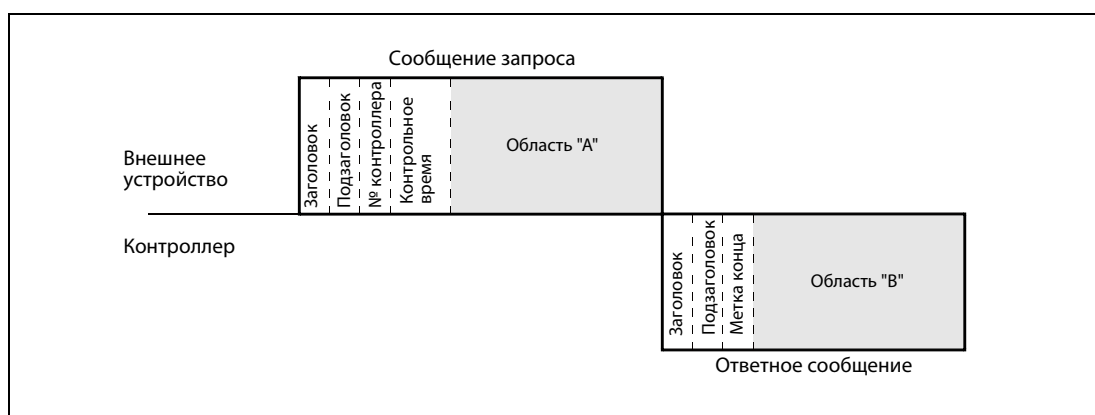 Сообщение запроса
Заголовок
Подзаголовок
№ контроллера
Контрольное
время
Область "A"
Внешнее
устройство
Контроллер
Заголовок
Подзаголовок
Метка конца
Область "B"
Ответное сообщение